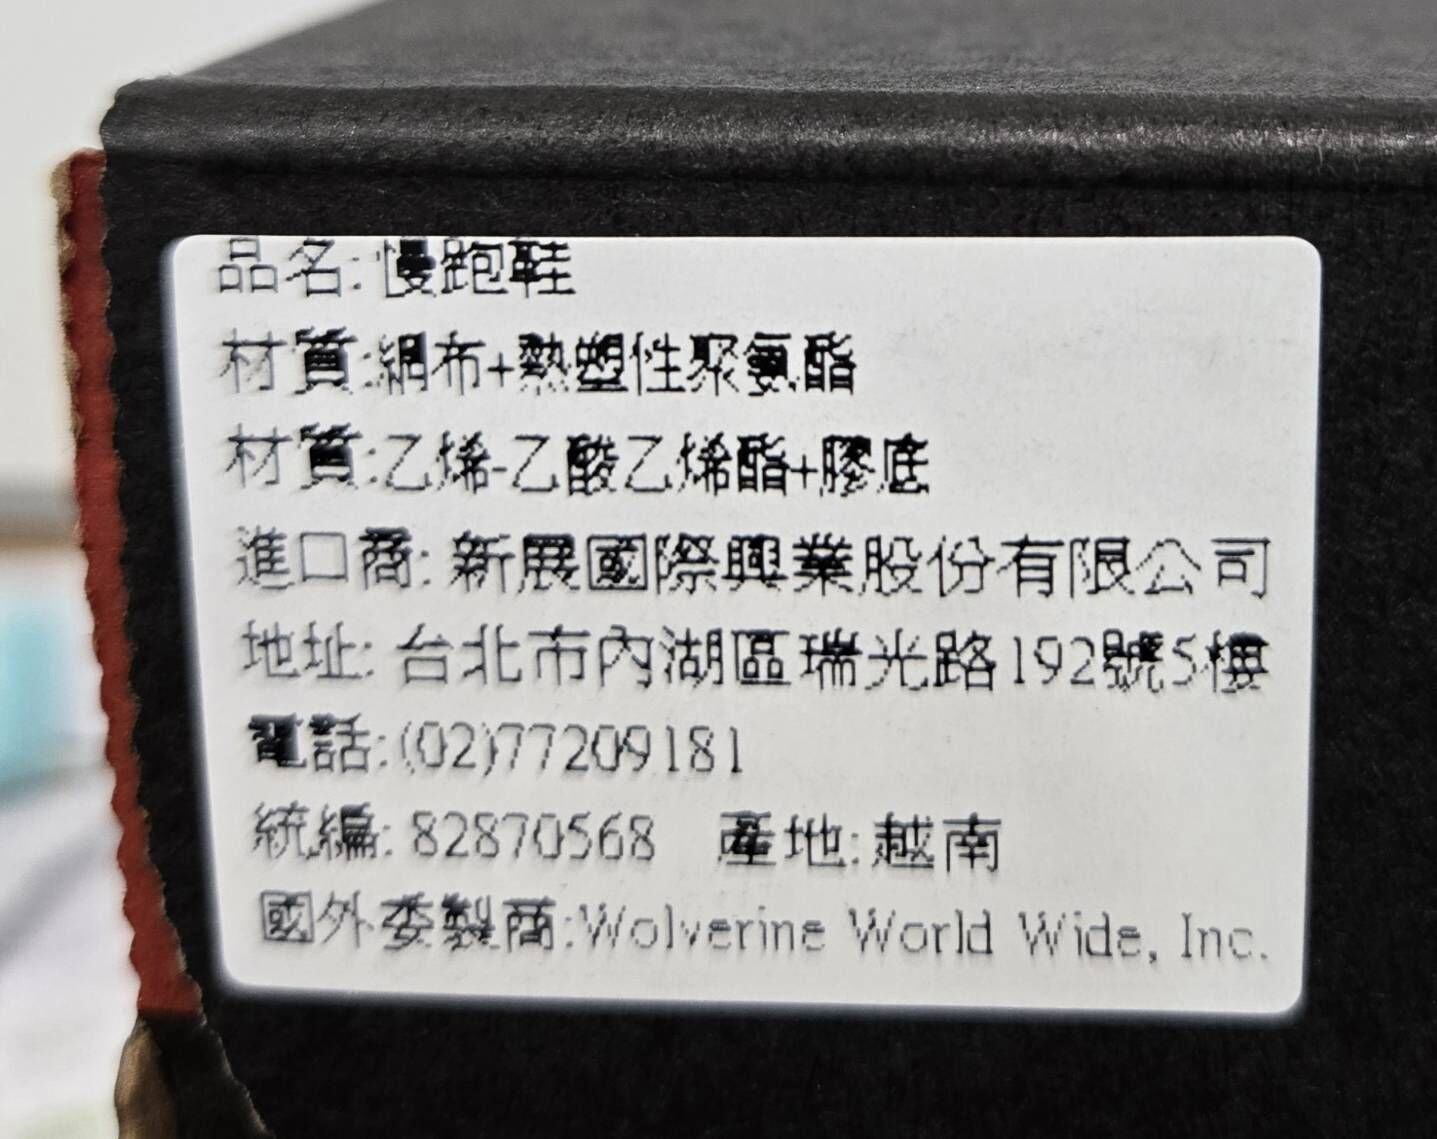 品名: 慢跑鞋
材質:網布+熱塑性聚氨酯
材質:乙烯-乙酸乙烯酯+膠底
進口商: 新展國際興業股份有限公司
地址: 台北市內湖區瑞光路192號5樓
電話:(02)77209181
統編: 82870568 產地:越南
國外委製商:Wolverine World Wide, Inc.